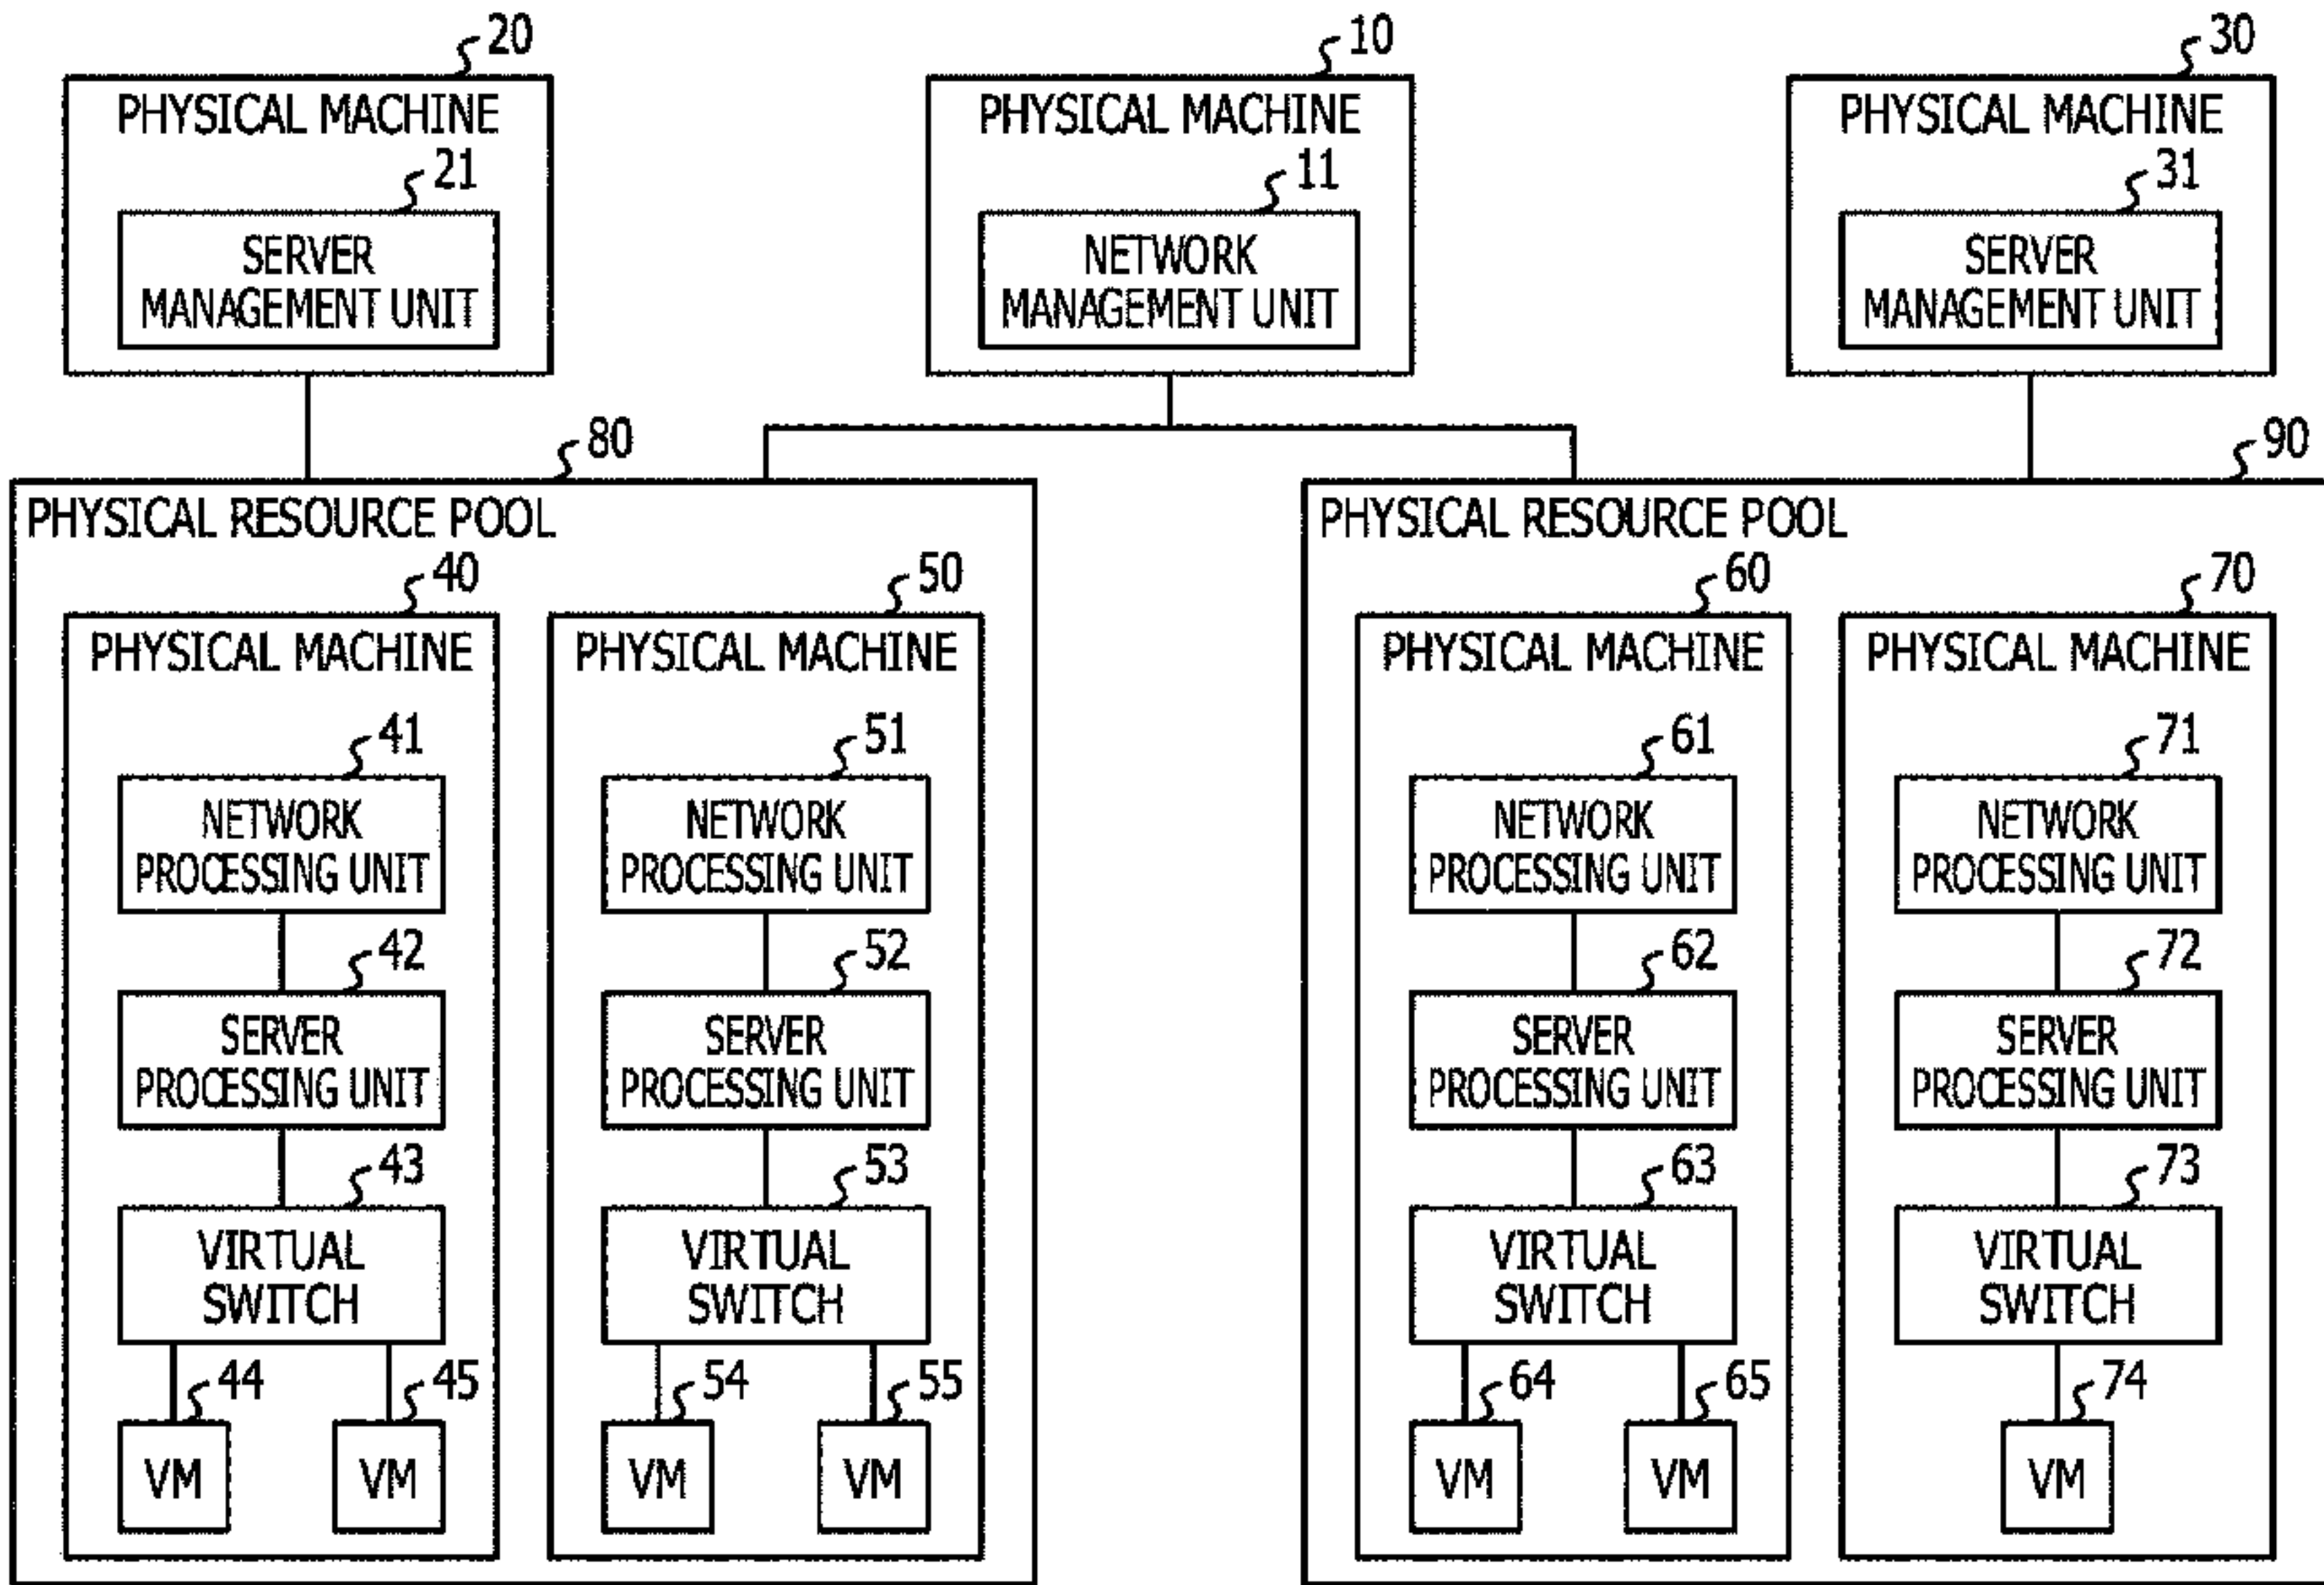 20
PHYSICAL MACHINE
21
SERVER
MANAGEMENT UNIT
10
PHYSICAL MACHINE
11
NETWORK
MANAGEMENT UNIT
30
PHYSICAL MACHINE
31
SERVER
MANAGEMENT UNIT
80
PHYSICAL RESOURCE POOL
40
PHYSICAL MACHINE
41
NETWORK
PROCESSING UNIT
42
SERVER
PROCESSING UNIT
43
VIRTUAL
SWITCH
44
VM
45
VM
50
PHYSICAL MACHINE
51
NETWORK
PROCESSING UNIT
52
SERVER
PROCESSING UNIT
53
VIRTUAL
SWITCH
54
VM
55
VM
90
PHYSICAL RESOURCE POOL
60
PHYSICAL MACHINE
61
NETWORK
PROCESSING UNIT
62
SERVER
PROCESSING UNIT
63
VIRTUAL
SWITCH
64
VM
65
VM
70
PHYSICAL MACHINE
71
NETWORK
PROCESSING UNIT
72
SERVER
PROCESSING UNIT
73
VIRTUAL
SWITCH
74
VM